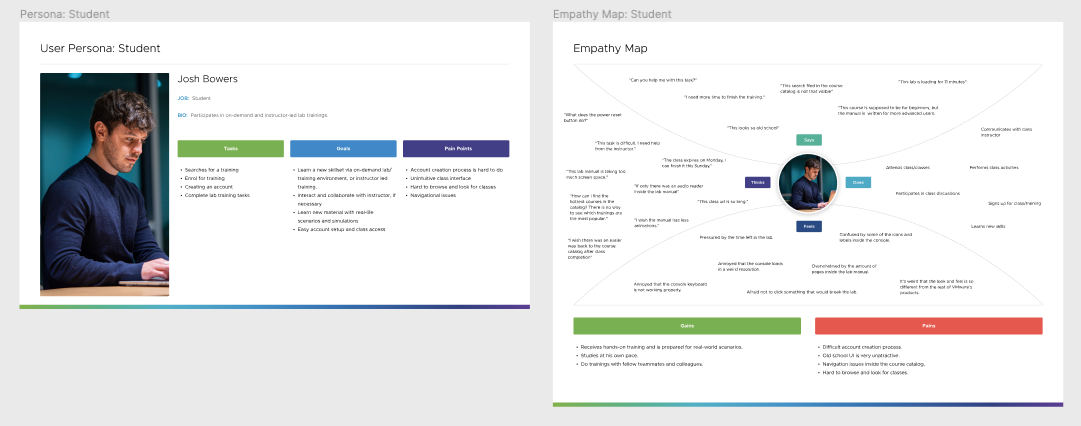 Persona: Student
User Persona: Student
Josh Bowers
JOB: Student
BIO: Participates in on-demand and instructor-led lab trainings.
Tasks
• Searches for a training
• Enrol for training
• Creating an account
• Complete lab training tasks
Goals
• Learn a new skillset via on-demand lab/
training environment, or instructor led
training.
• Interact and collaborate with instructor, if
necessary
• Learn new material with real-life
scenarios and simulations
• Easy account setup and class access
Pain Points
• Account creation process is hard to do
• Unintuitive class interface
• Hard to browse and look for classes
• Navigational issues
Empathy Map: Student
Empathy Map
"Can you help me with this task?"
"I need more time to finish the training."
"This search filed in the course
catalog is not that visible"
"This lab is loading for 11 minutes"
"This course is supposed to be for beginners, but
the manual is written for more advanced users.
"This looks so old school"
Says
"What does the power reset
button do?"
"This task is difficult, I need help
from the instructor."
"The class expires on Monday, I
can finish it this Sunday."
"This lab manual is taking too
much screen space."
"If only there was an audio reader
inside the lab manual"
"How can I find the
hottest courses in the
catalog? There is no way
to see which trainings are
the most popular."
"This class url is so long."
"I wish the manual has less
animations."
"I wish there was an easier
way back to the course
catalog after class
completion"
Thinks
Does
Communicates with class
instructor
Attends class/courses
Performs class activities
Participates in class discussions
Signs up for class/training
Learns new skills
Feels
Pressured by the time left in the lab.
Confused by some of the icons and
labels inside the console.
Annoyed that the console loads
in a weird resolution
Overwhelmed by the amount of
pages inside the lab manual.
Annoyed that the console keyboard
is not working properly.
Afraid not to click something that would break the lab.
It's weird that the look and feel is so
different from the rest of VMware's
products.
Gains
• Receives hands-on training and is prepared for real-world scenarios.
• Studies at his own pace.
• Do trainings with fellow teammates and colleagues.
Pains
• Difficult account creation process.
• Old school UI is very unattractive.
• Navigation issues inside the course catalog.
• Hard to browse and look for classes.